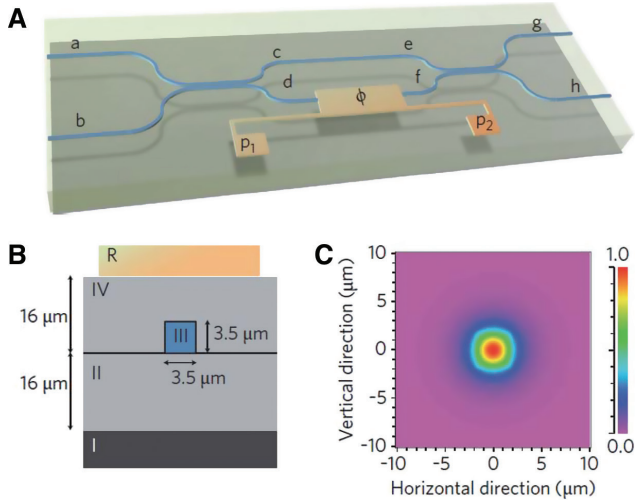 A
a
b
c
d
e
f
g
h
ϕ
p1
p2
B
R
IV
III
II
I
16 μm
16 μm
3.5 μm
3.5 μm
C
Vertical direction (μm)
10
5
0
-5
-10
-10 -5 0 5 10
Horizontal direction (μm)
1.0
0.0